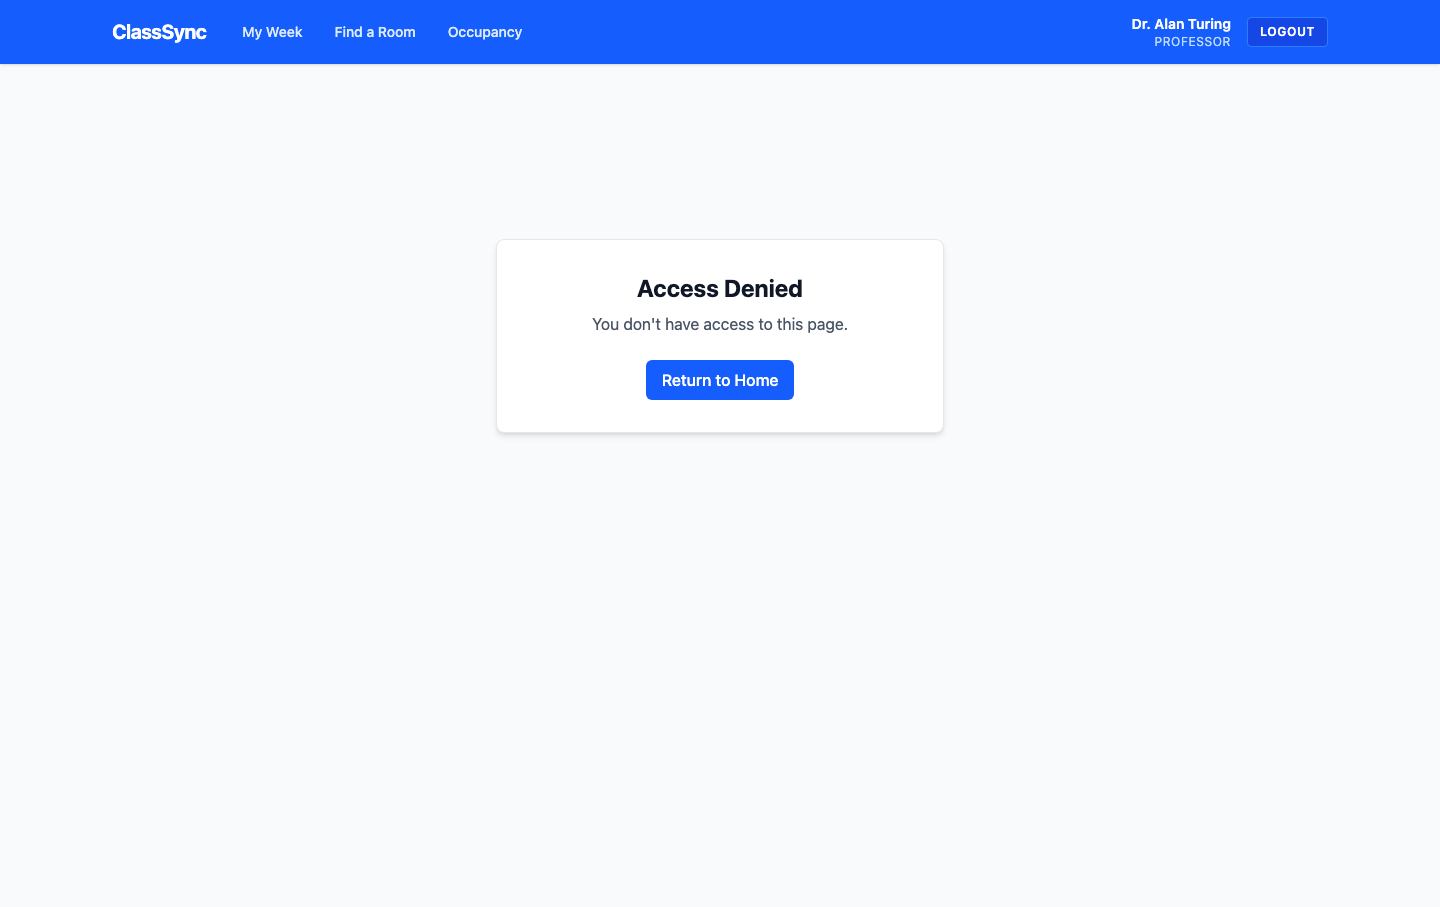 ClassSync My Week Find a Room Occupancy Dr. Alan Turing
PROFESSOR LOGOUT
Access Denied
You don't have access to this page.
Return to Home